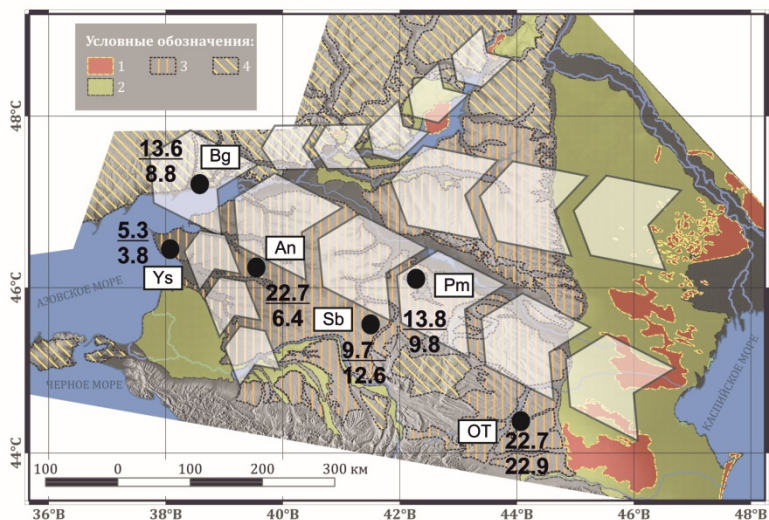 Условные обозначения:
1 3 4
2
48°С
46°С
44°С
13.6
8.8
Bg
5.3
3.8
Ys
An
22.7
6.4
Sb
9.7
12.6
Pm
13.8
9.8
ОТ
22.7
22.9
АЗОВСКОЕ МОРЕ
ЧЕРНОЕ МОРЕ
КАСПИЙСКОЕ МОРЕ
100 0 100 200 300 км
36°В 38°В 40°В 42°В 44°В 46°В 48°В